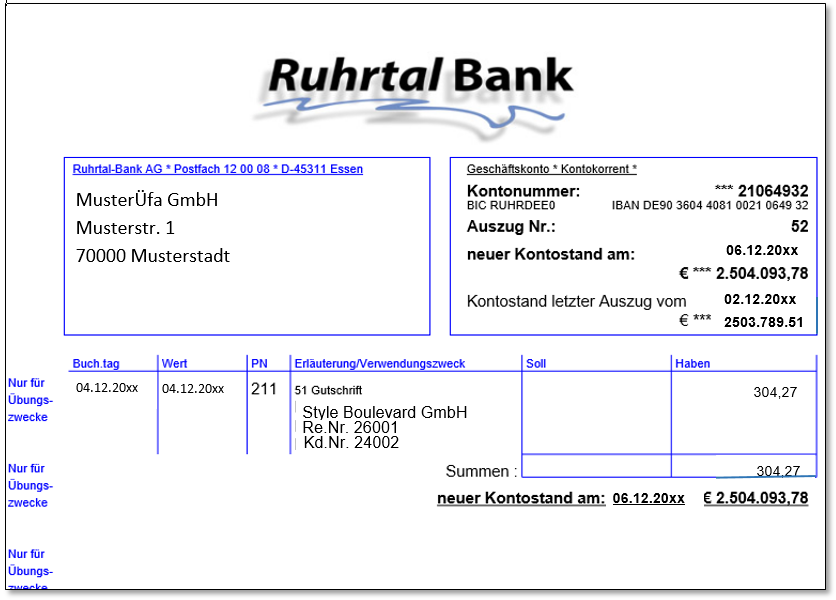 Ruhrtal Bank
Ruhrtal-Bank AG * Postfach 12 00 08 * D-45311 Essen
MusterÜfa GmbH
Musterstr. 1
70000 Musterstadt
Geschäftskonto * Kontokorrent *
Kontonummer: *** 21064932
BIC RUHRDEE0 IBAN DE90 3604 4081 0021 0649 32
Auszug Nr.: 52
neuer Kontostand am: 06.12.20xx
€ *** 2.504.093,78
Kontostand letzter Auszug vom 02.12.20xx
€ *** 2503.789.51
Buch.tag Wert PN Erläuterung/Verwendungszweck Soll Haben
04.12.20xx 04.12.20xx 211 51 Gutschrift 304,27
Style Boulevard GmbH
Re.Nr. 26001
Kd.Nr. 24002
Summen : 304,27
neuer Kontostand am: 06.12.20xx € 2.504.093,78
Nur für
Übungs-
zwecke
Nur für
Übungs-
zwecke
Nur für
Übungs-
zwecke